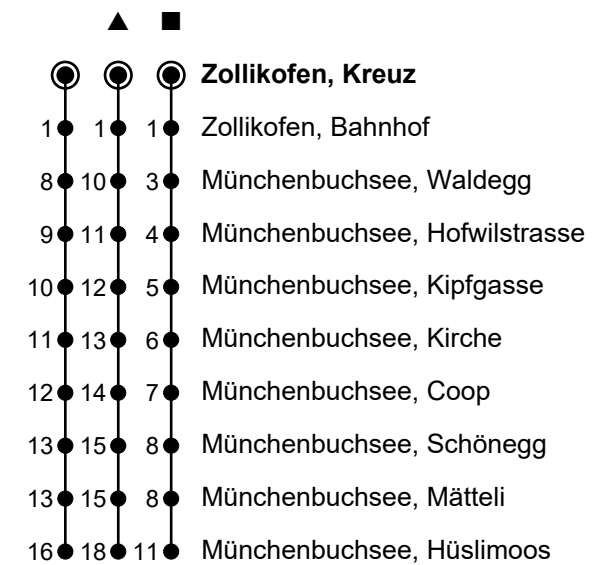 ▲ ■
Zollikofen, Kreuz
1 1 1 Zollikofen, Bahnhof
8 10 3 Münchenbuchsee, Waldegg
9 11 4 Münchenbuchsee, Hofwilstrasse
10 12 5 Münchenbuchsee, Kipfgasse
11 13 6 Münchenbuchsee, Kirche
12 14 7 Münchenbuchsee, Coop
13 15 8 Münchenbuchsee, Schönegg
13 15 8 Münchenbuchsee, Mätteli
16 18 11 Münchenbuchsee, Hüslimoos